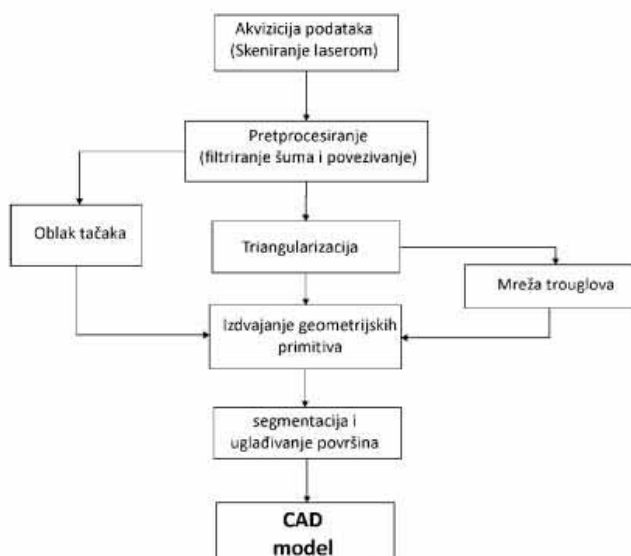 Akvizicija podataka
(Skeniranje laserom)
Pretprocesiranje
(filtriranje šuma i povezivanje)
Oblak tačaka
Triangularizacija
Mreža trouglova
Izdvajanje geometrijskih
primitiva
segmentacija i
uglađivanje površina
CAD
model